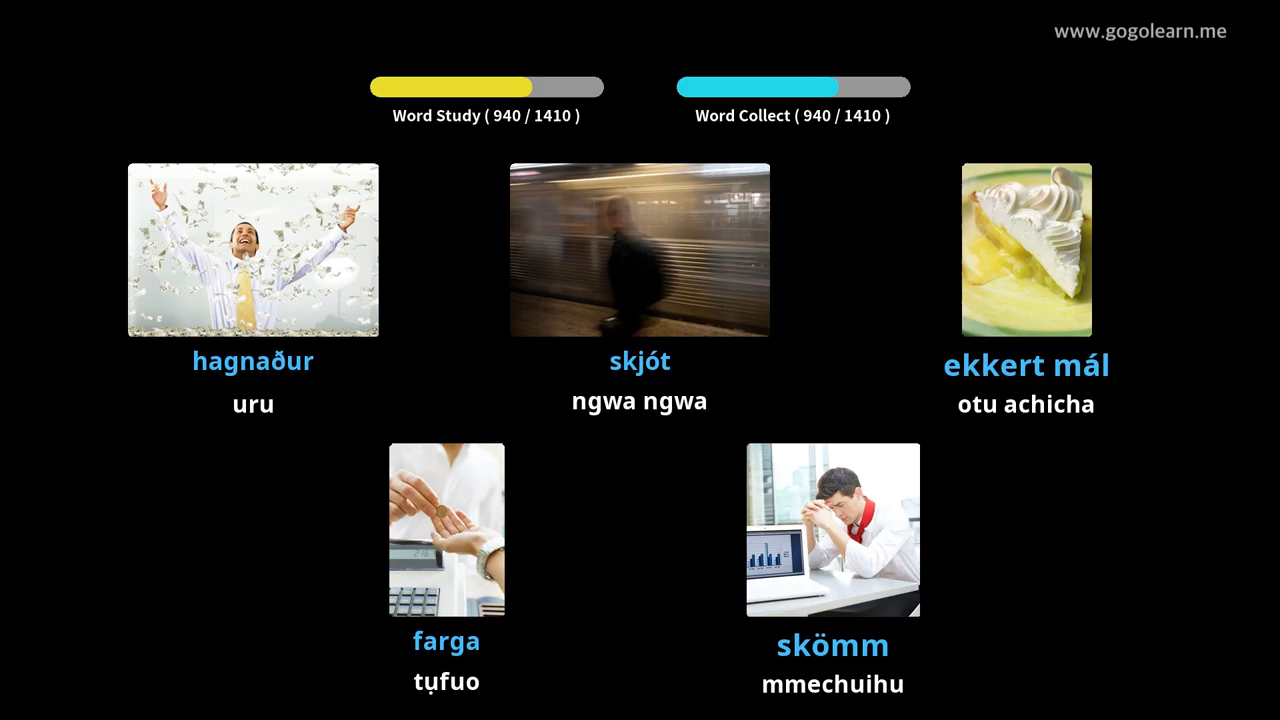 www.gogolearn.me
Word Study ( 940 / 1410 )
Word Collect ( 940 / 1410 )
hagnaður
skjót
ekkert mál
uru
ngwa ngwa
otu achicha
farga
skömm
tụfuo
mmechuihu